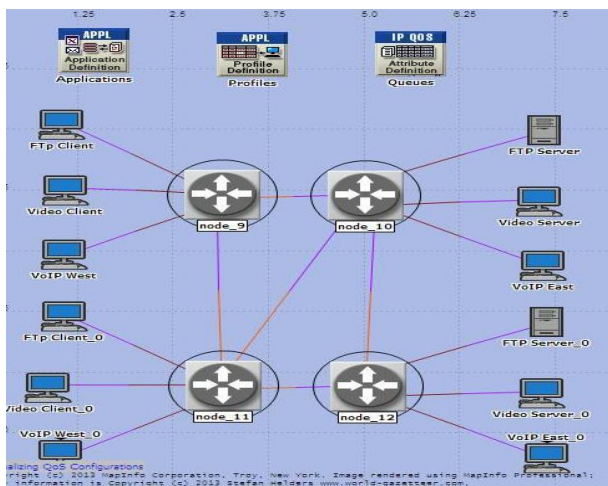 1.25 2.5 3.75 5.0 6.25 7.5
APPL
Application
Definition
Applications
APPL
Profile
Definition
Profiles
IP QOS
Attribute
Definition
Queues
FTp Client
FTP Server
Video Client
node_9
node_10
Video Server
VoIP West
VoIP East
FTp Client_0
FTP Server_0
Video Client_0
node_11
node_12
Video Server_0
VoIP West_0
VoIP East_0
alizing QoS Configurations
right (c) 2013 MapInfo Corporation, Troy, New York. Image rendered using MapInfo Professional;
information is Copyright (c) 2013 Stefan Helders www.world-gazetteer.com.